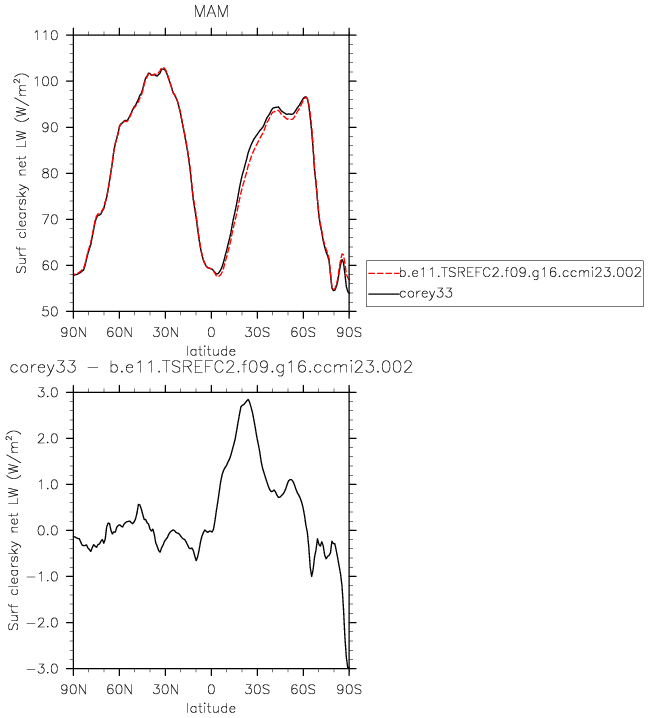 MAM
110
100
90
80
70
60
50
Surf clearsky net LW (W/m²)
90N 60N 30N 0 30S 60S 90S
latitude
b.e11.TSREFC2.f09.g16.ccmi23.002
corey33
corey33 − b.e11.TSREFC2.f09.g16.ccmi23.002
3.0
2.0
1.0
0.0
−1.0
−2.0
−3.0
Surf clearsky net LW (W/m²)
90N 60N 30N 0 30S 60S 90S
latitude